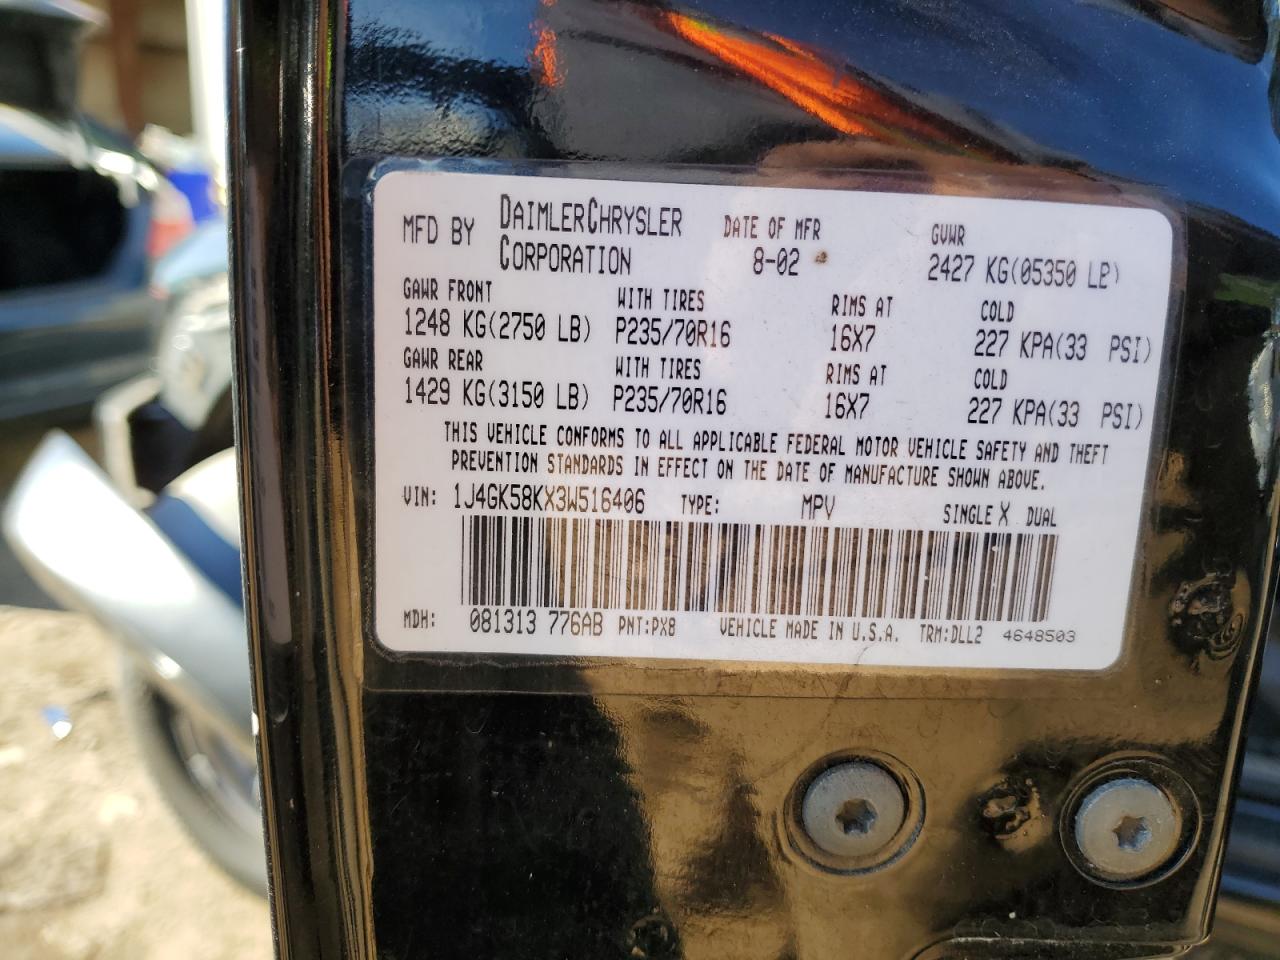 MFD BY DAIMLERCHRYSLER CORPORATION DATE OF MFR 8-02 GVWR 2427 KG(05350 LB)
GAWR FRONT WITH TIRES RIMS AT COLD
1248 KG(2750 LB) P235/70R16 16X7 227 KPA(33 PSI)
GAWR REAR WITH TIRES RIMS AT COLD
1429 KG(3150 LB) P235/70R16 16X7 227 KPA(33 PSI)
THIS VEHICLE CONFORMS TO ALL APPLICABLE FEDERAL MOTOR VEHICLE SAFETY AND THEFT
PREVENTION STANDARDS IN EFFECT ON THE DATE OF MANUFACTURE SHOWN ABOVE.
VIN: 1J4GK58KX3W516406 TYPE: MPV SINGLE X DUAL
MDH: 081313 776AB PNT:PX8 VEHICLE MADE IN U.S.A. TRM:DLL2 4648503